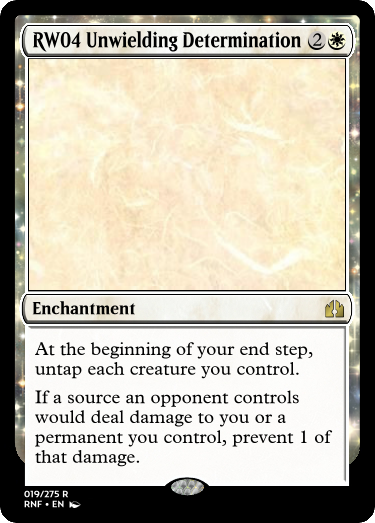 RW04 Unwielding Determination 2
Enchantment
At the beginning of your end step,
untap each creature you control.
If a source an opponent controls
would deal damage to you or a
permanent you control, prevent 1 of
that damage.
019/275 R
RNF • EN